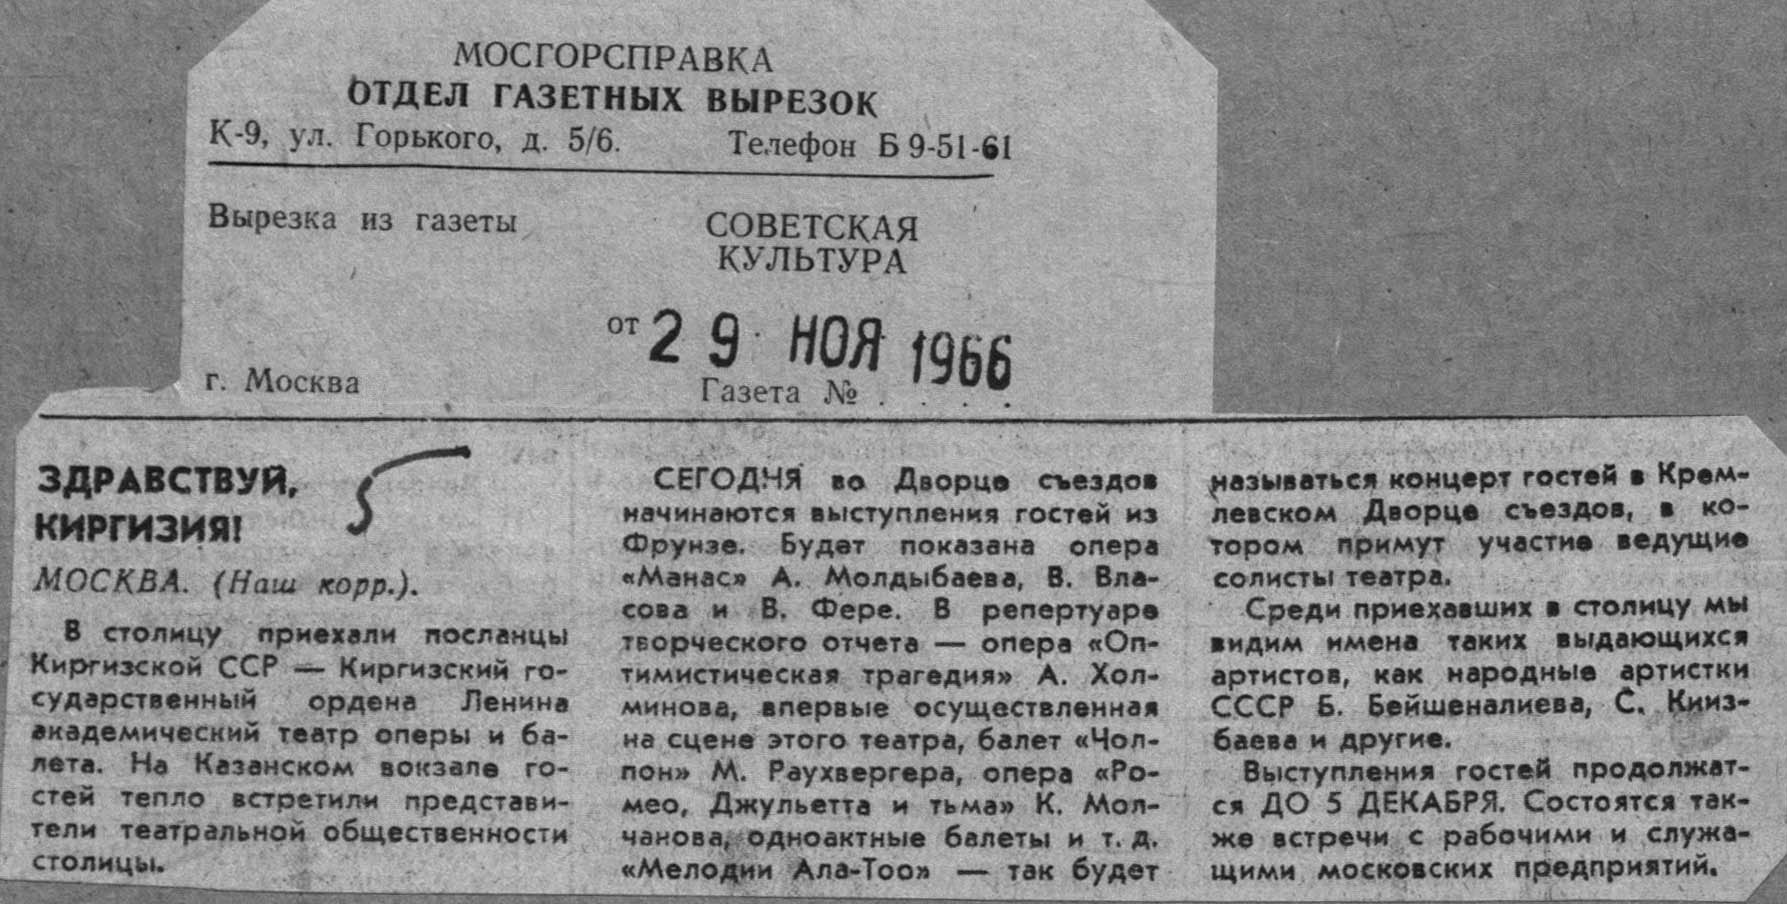 МОСГОРСПРАВКА
ОТДЕЛ ГАЗЕТНЫХ ВЫРЕЗОК
К-9, ул. Горького, д. 5/6. Телефон Б 9-51-61
Вырезка из газеты
СОВЕТСКАЯ
КУЛЬТУРА
от 29 НОЯ 1966
г. Москва
Газета № . . . .
ЗДРАВСТВУЙ,
КИРГИЗИЯ!
5
МОСКВА. (Наш корр.).
В столицу приехали посланцы
Киргизской ССР — Киргизский го-
сударственный ордена Ленина
академический театр оперы и ба-
лета. На Казанском вокзале го-
стей тепло встретили представи-
тели театральной общественности
столицы.
СЕГОДНЯ во Дворце съездов
начинаются выступления гостей из
Фрунзе. Будет показана опера
«Манас» А. Молдыбаева, В. Вла-
сова и В. Фере. В репертуаре
творческого отчета — опера «Оп-
тимистическая трагедия» А. Хол-
минова, впервые осуществленная
на сцене этого театра, балет «Чол-
пон» М. Раухвергера, опера «Ро-
мео, Джульетта и тьма» К. Мол-
чанова, одноактные балеты и т. д.
«Мелодии Ала-Тоо» — так будет
называться концерт гостей в Крем-
левском Дворце съездов, в ко-
тором примут участие ведущие
солисты театра.
Среди приехавших в столицу мы
видим имена таких выдающихся
артистов, как народные артистки
СССР Б. Бейшеналиева, С. Кииз-
баева и другие.
Выступления гостей продолжат-
ся ДО 5 ДЕКАБРЯ. Состоятся так-
же встречи с рабочими и служа-
щими московских предприятий.